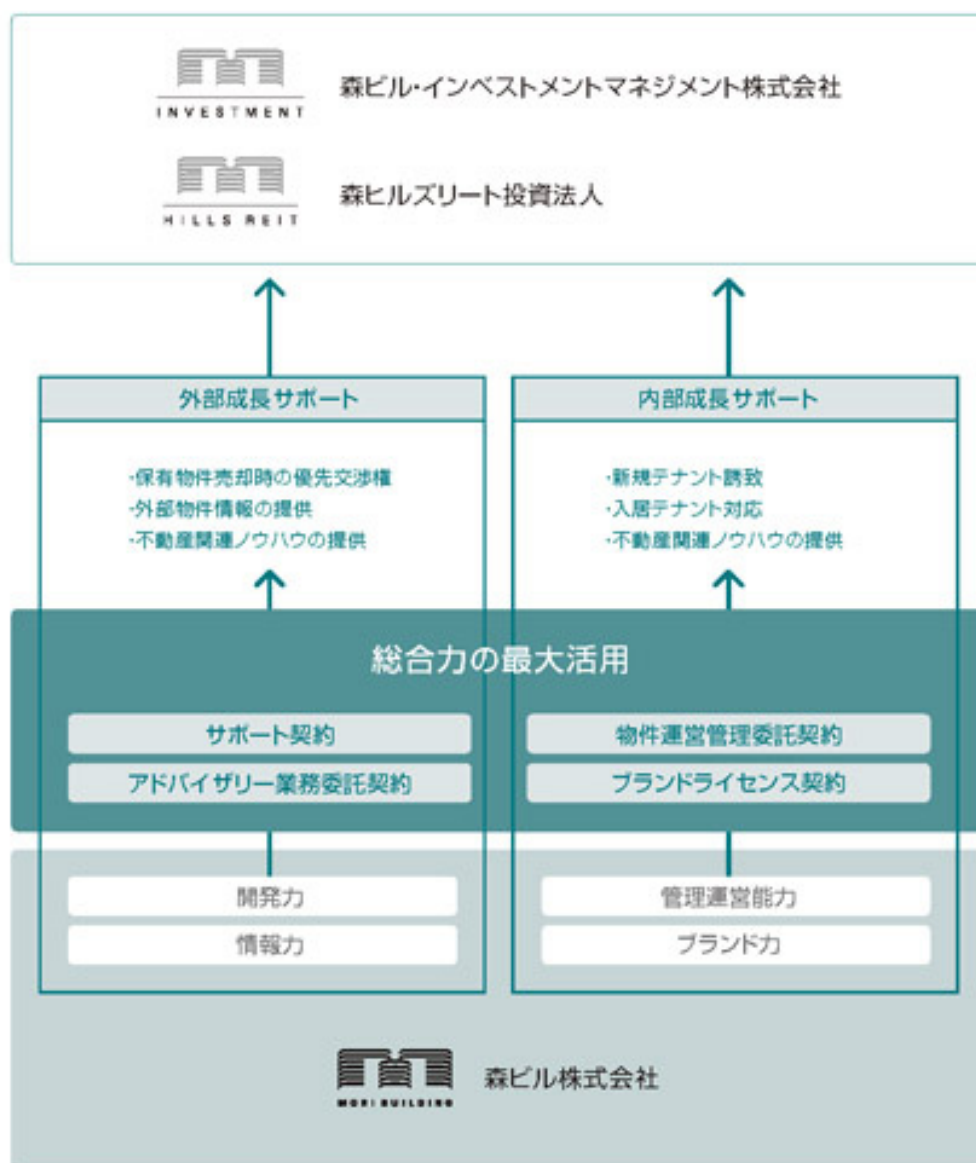 INVESTMENT
森ビル・インベストメントマネジメント株式会社
HILLS REIT
森ヒルズリート投資法人
外部成長サポート
・保有物件売却時の優先交渉権
・外部物件情報の提供
・不動産関連ノウハウの提供
内部成長サポート
・新規テナント誘致
・入居テナント対応
・不動産関連ノウハウの提供
総合力の最大活用
サポート契約
アドバイザリー業務委託契約
物件運営管理委託契約
ブランドライセンス契約
開発力
情報力
管理運営能力
ブランド力
MORI BUILDING
森ビル株式会社